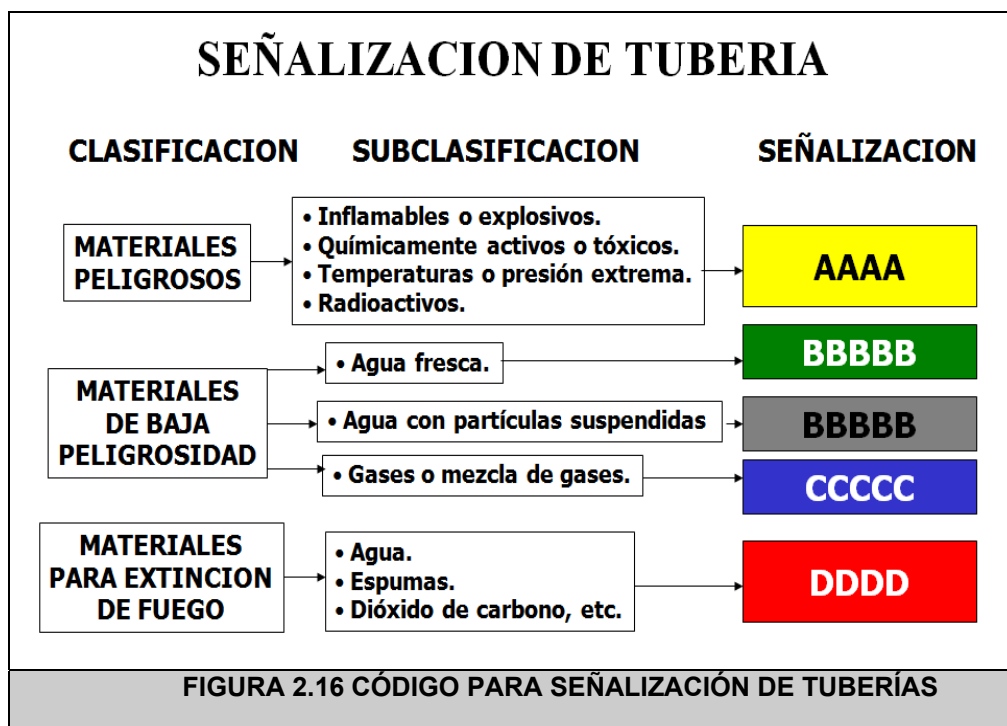 SEÑALIZACION DE TUBERIA
CLASIFICACION SUBCLASIFICACION SEÑALIZACION
MATERIALES
PELIGROSOS
• Inflamables o explosivos.
• Químicamente activos o tóxicos.
• Temperaturas o presión extrema.
• Radioactivos.
AAAA
MATERIALES
DE BAJA
PELIGROSIDAD
• Agua fresca.
BBBBB
• Agua con partículas suspendidas
BBBBB
• Gases o mezcla de gases.
CCCCC
MATERIALES
PARA EXTINCION
DE FUEGO
• Agua.
• Espumas.
• Dióxido de carbono, etc.
DDDD
FIGURA 2.16 CÓDIGO PARA SEÑALIZACIÓN DE TUBERÍAS